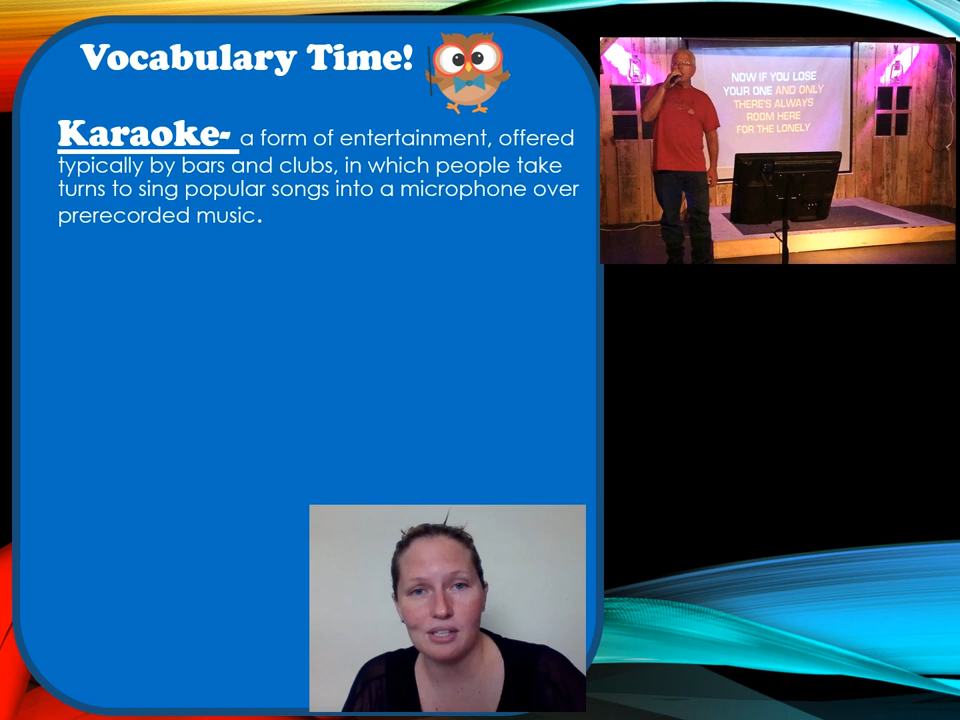 Vocabulary Time!
Karaoke- a form of entertainment, offered
typically by bars and clubs, in which people take
turns to sing popular songs into a microphone over
prerecorded music.
NOW IF YOU LOSE
YOUR ONE AND ONLY
THERE'S ALWAYS
ROOM HERE
FOR THE LONELY